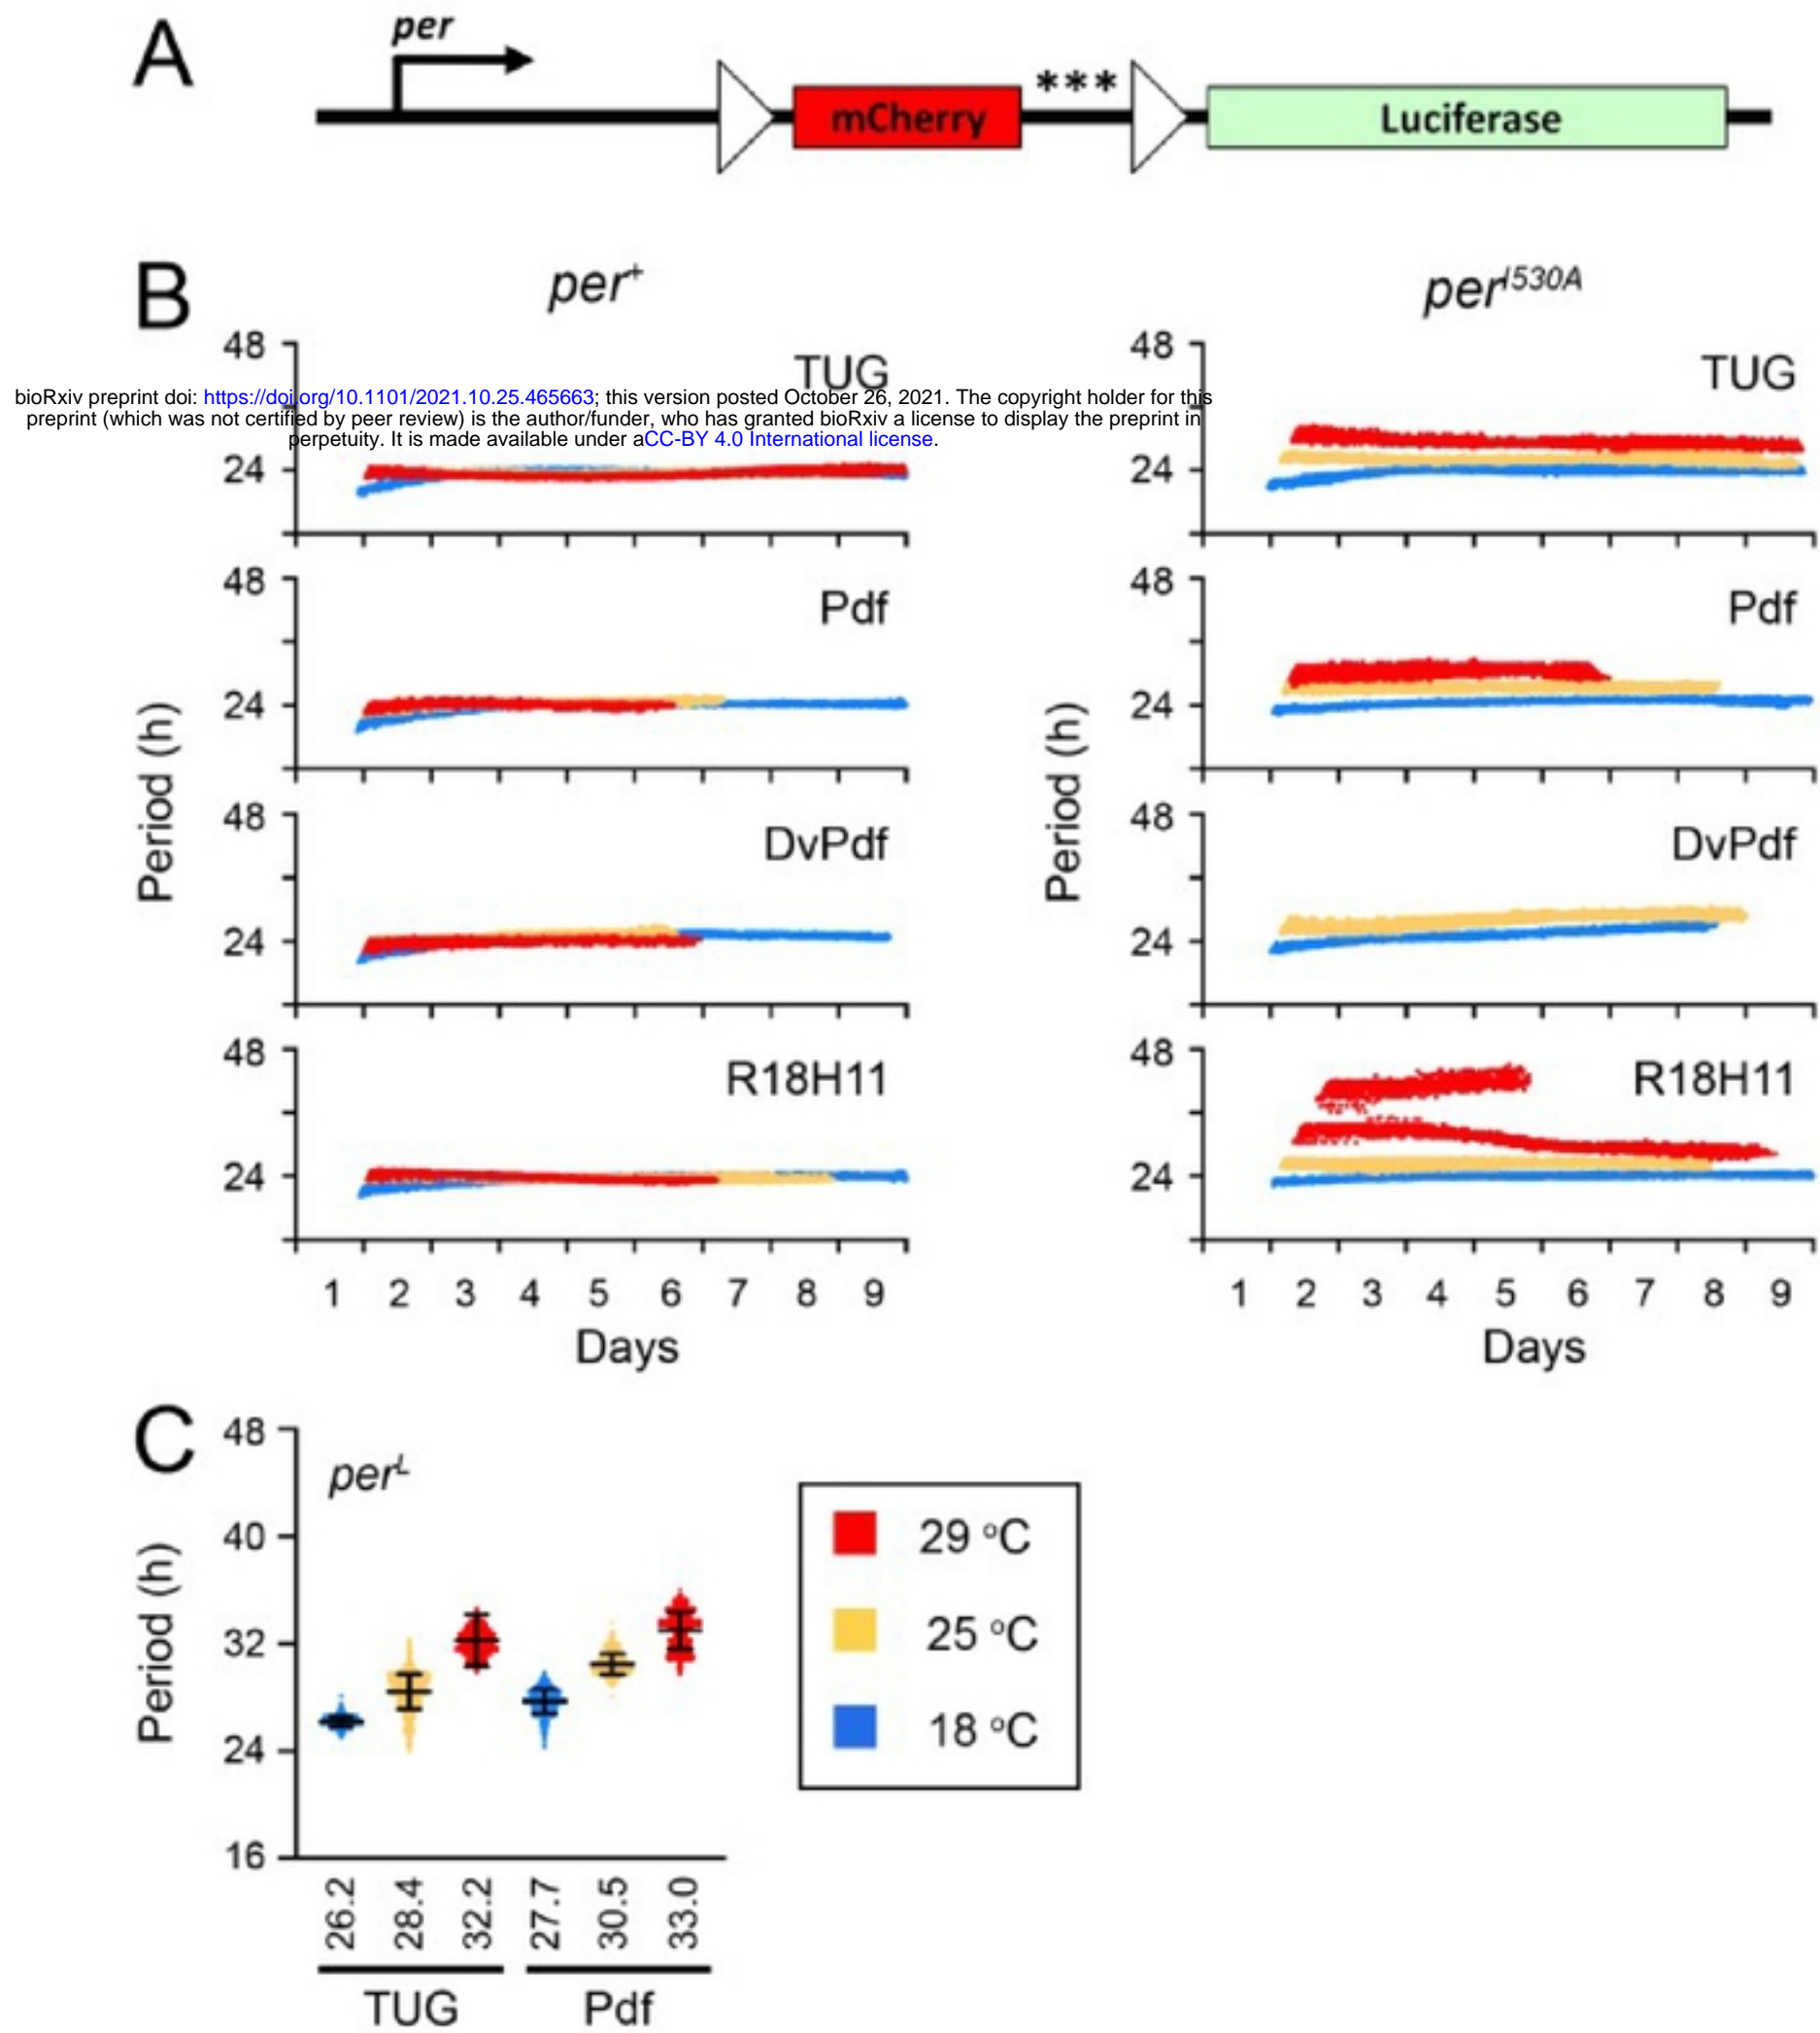 A
per
***
mCherry
Luciferase
B
per+
perI530A
48
TUG
48
TUG
bioRxiv preprint doi: https://doi.org/10.1101/2021.10.25.465663; this version posted October 26, 2021. The copyright holder for this
preprint (which was not certified by peer review) is the author/funder, who has granted bioRxiv a license to display the preprint in
perpetuity. It is made available under aCC-BY 4.0 International license.
24
24
48
Pdf
48
Pdf
24
24
Period (h)
Period (h)
48
DvPdf
48
DvPdf
24
24
48
R18H11
48
R18H11
24
24
1 2 3 4 5 6 7 8 9
1 2 3 4 5 6 7 8 9
Days
Days
C
48
perL
40
32
24
16
Period (h)
29 °C
25 °C
18 °C
26.2
28.4
32.2
27.7
30.5
33.0
TUG
Pdf